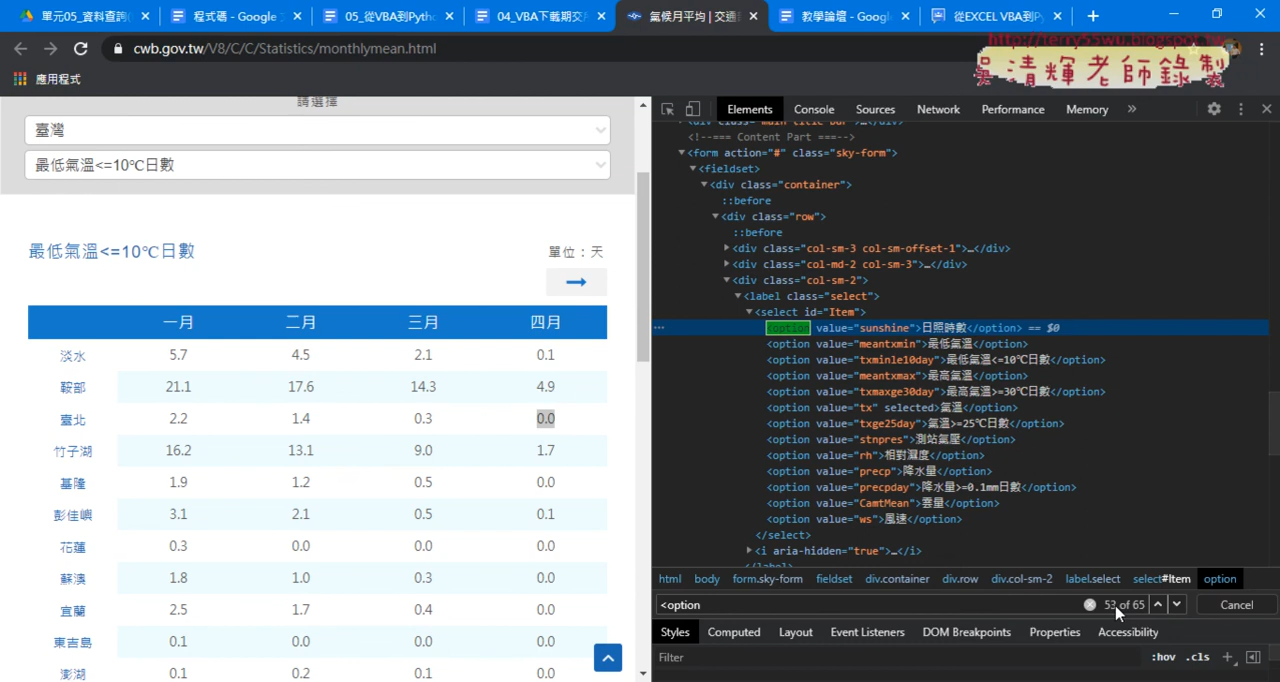 單元05_資料查詢(
程式碼 - Google
05_從VBA到Pyth
04_VBA下載期交
氣候月平均 | 交通
教學論壇 - Goog
從EXCEL VBA到P
cwb.gov.tw/V8/C/C/Statistics/monthlymean.html
http://terry55wu.blogspot.tw
吳清輝老師錄製
應用程式
請選擇
臺灣
最低氣溫<=10℃日數
最低氣溫<=10℃日數
單位：天
一月 二月 三月 四月
淡水 5.7 4.5 2.1 0.1
鞍部 21.1 17.6 14.3 4.9
臺北 2.2 1.4 0.3 0.0
竹子湖 16.2 13.1 9.0 1.7
基隆 1.9 1.2 0.5 0.0
彭佳嶼 3.1 2.1 0.5 0.1
花蓮 0.3 0.0 0.0 0.0
蘇澳 1.8 1.0 0.3 0.0
宜蘭 2.5 1.7 0.4 0.0
東吉島 0.1 0.0 0.0 0.0
澎湖 0.1 0.2 0.1 0.0
Elements Console Sources Network Performance Memory »
<!--=== Content Part ===-->
<form action="#" class="sky-form">
<fieldset>
<div class="container">
::before
<div class="row">
::before
<div class="col-sm-3 col-sm-offset-1">…</div>
<div class="col-md-2 col-sm-3">…</div>
<div class="col-sm-2">
<label class="select">
<select id="Item">
<option value="sunshine">日照時數</option> == $0
<option value="meantxmin">最低氣溫</option>
<option value="txminle10day">最低氣溫<=10℃日數</option>
<option value="meantxmax">最高氣溫</option>
<option value="txmaxge30day">最高氣溫>=30℃日數</option>
<option value="tx" selected>氣溫</option>
<option value="txge25day">氣溫>=25℃日數</option>
<option value="stnpres">測站氣壓</option>
<option value="rh">相對濕度</option>
<option value="precp">降水量</option>
<option value="precpday">降水量>=0.1mm日數</option>
<option value="CamtMean">雲量</option>
<option value="ws">風速</option>
</select>
<i aria-hidden="true">…</i>
</label>
html body form.sky-form fieldset div.container div.row div.col-sm-2 label.select select#Item option
<option 53 of 65 Cancel
Styles Computed Layout Event Listeners DOM Breakpoints Properties Accessibility
Filter :hov .cls